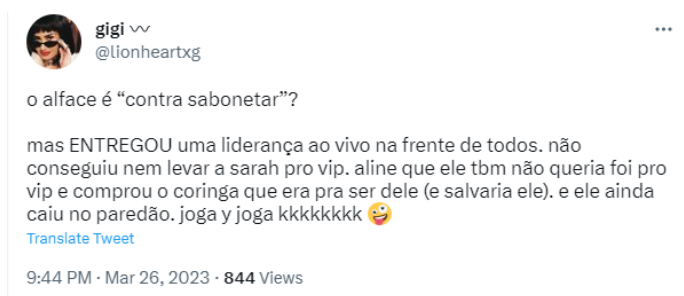 gigi
@lionheartxg
o alface é “contra sabonetar”?
mas ENTREGOU uma liderança ao vivo na frente de todos. não
conseguiu nem levar a sarah pro vip. aline que ele tbm não queria foi pro
vip e comprou o coringa que era pra ser dele (e salvaria ele). e ele ainda
caiu no paredão. joga y joga kkkkkkkk 🤪
Translate Tweet
9:44 PM · Mar 26, 2023 · 844 Views